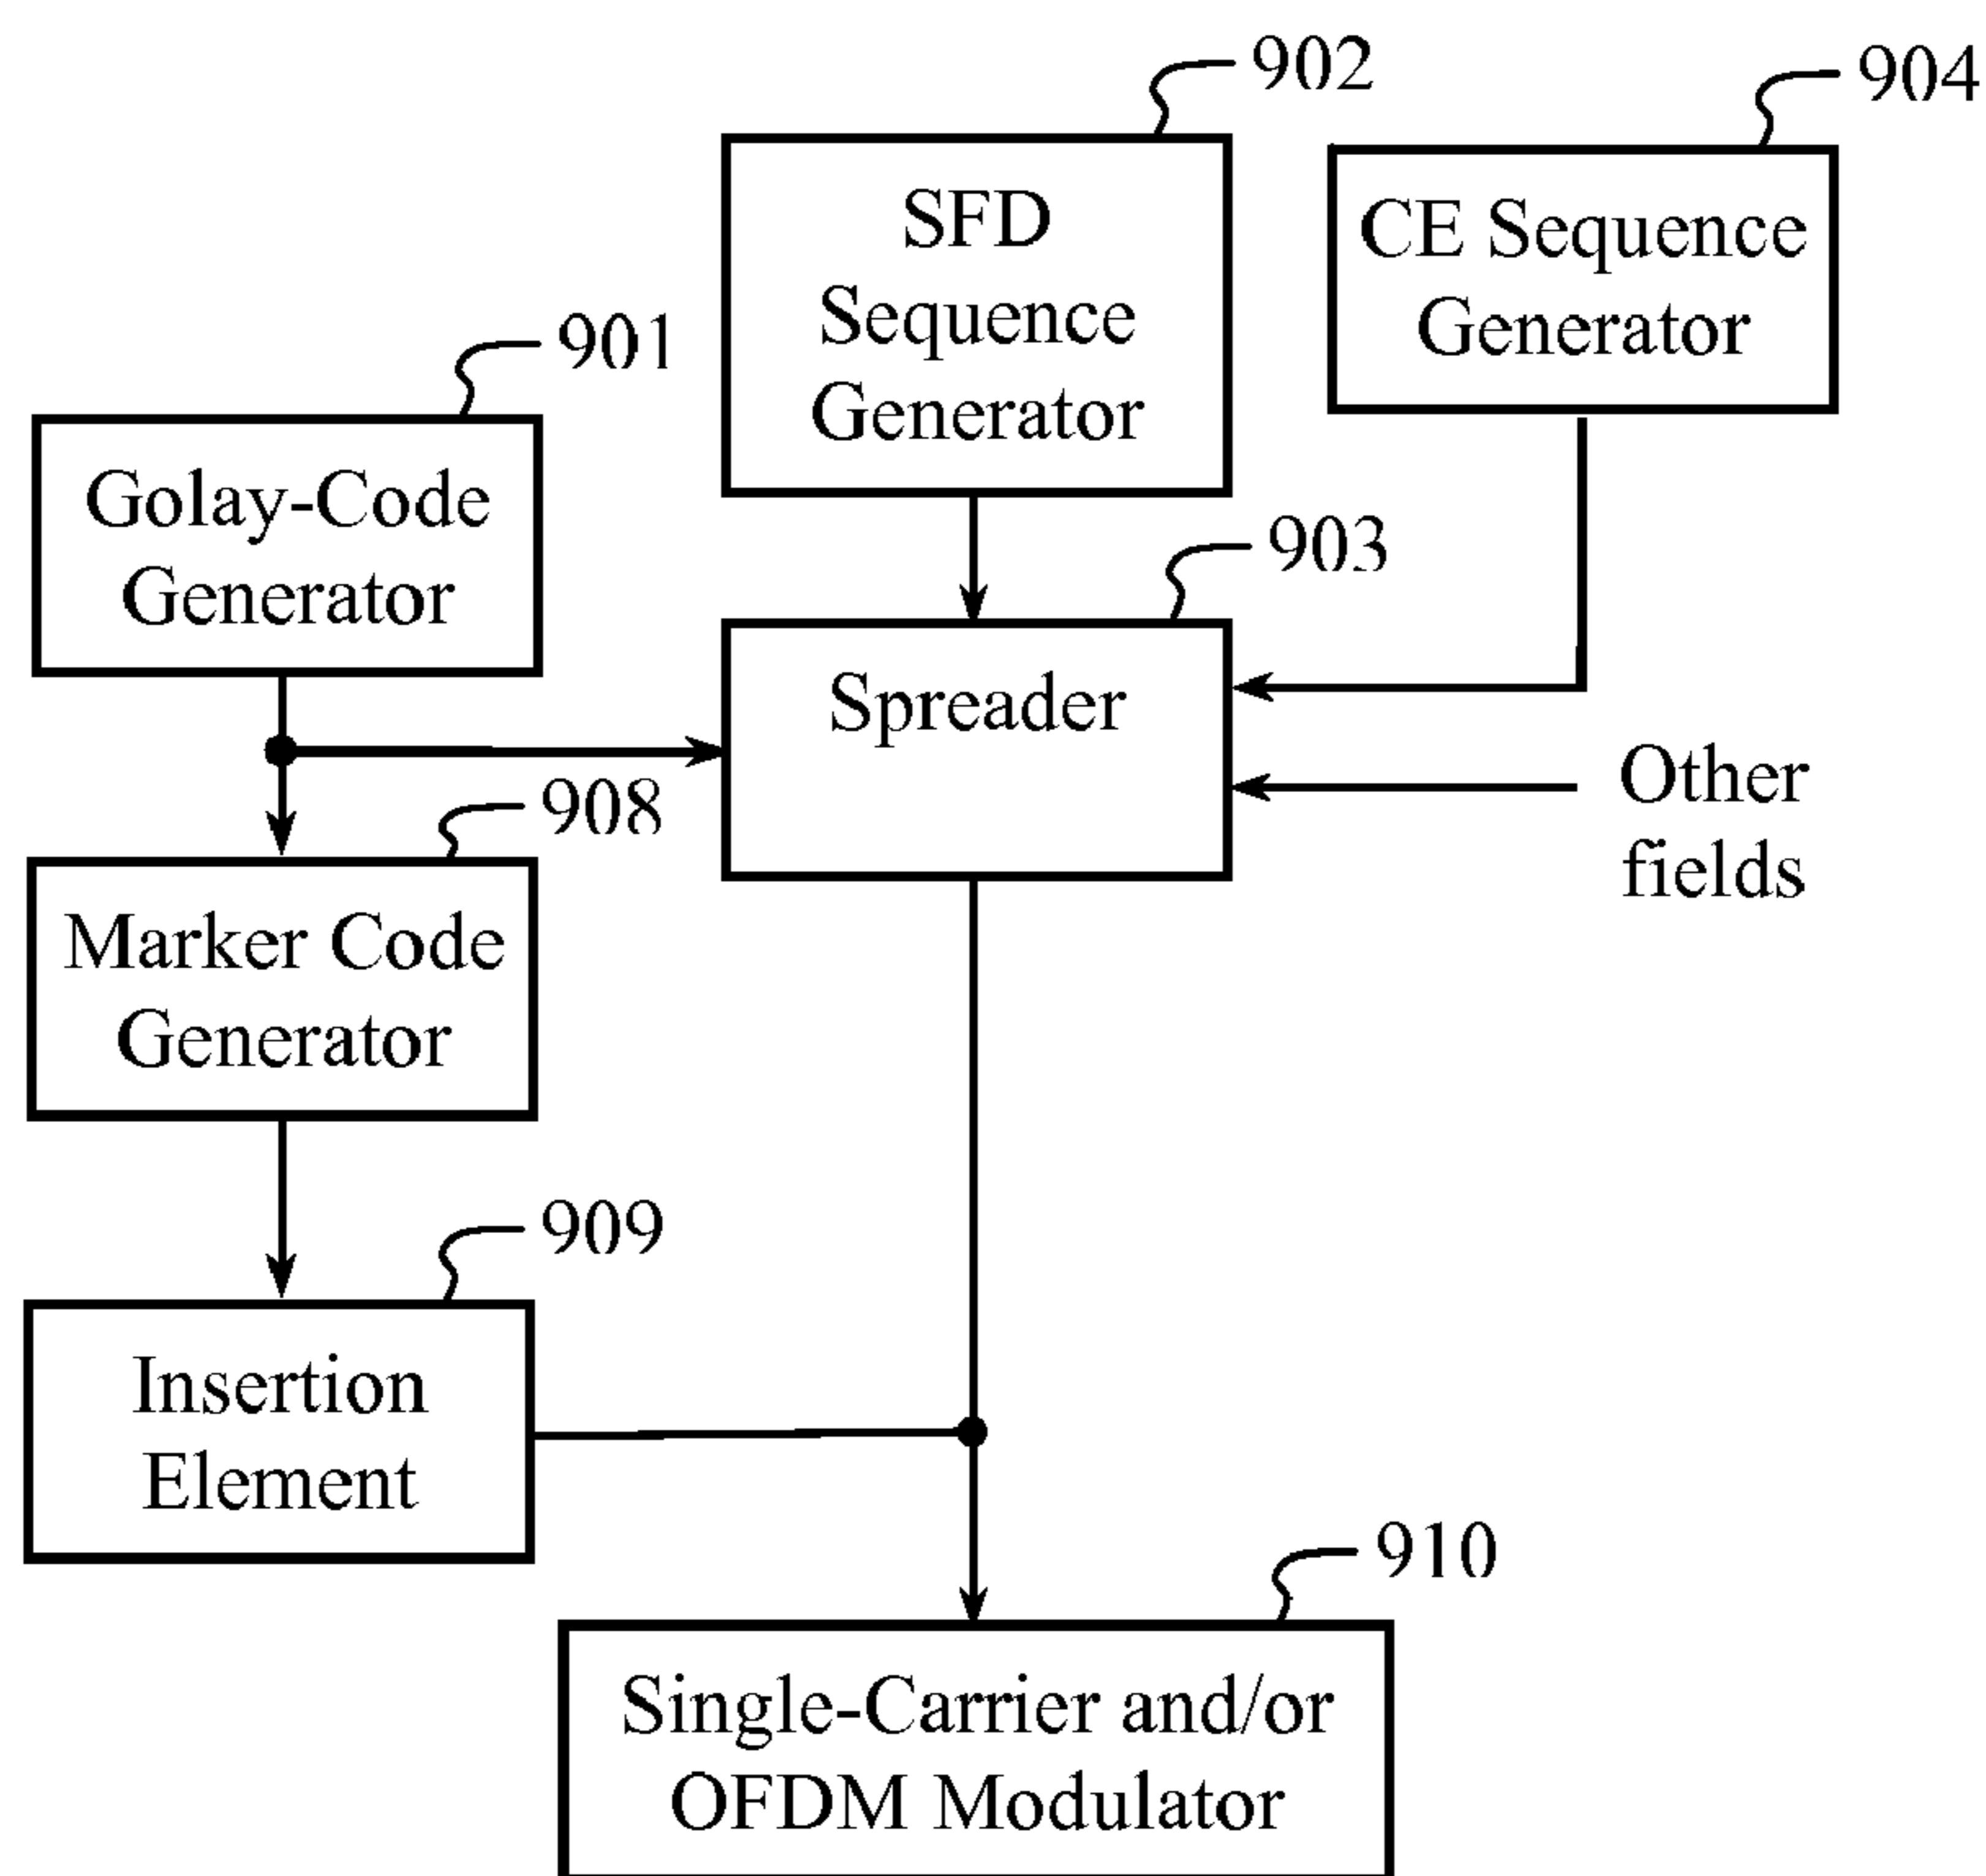 902
904
SFD
Sequence
Generator
CE Sequence
Generator
901
Golay-Code
Generator
903
Spreader
Other
fields
908
Marker Code
Generator
909
Insertion
Element
910
Single-Carrier and/or
OFDM Modulator